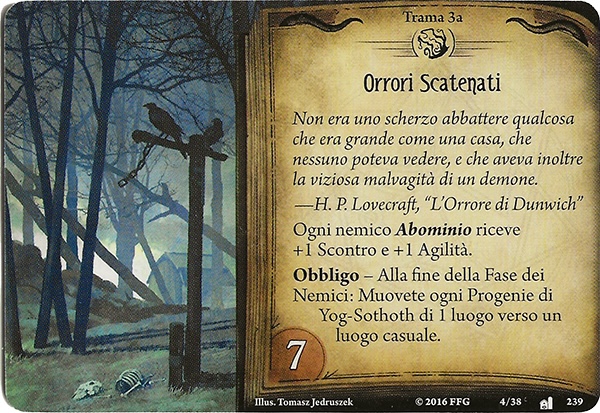 Trama 3a
Orrori Scatenati
Non era uno scherzo abbattere qualcosa
che era grande come una casa, che
nessuno poteva vedere, e che aveva inoltre
la viziosa malvagità di un demone.
—H. P. Lovecraft, “L’Orrore di Dunwich”
Ogni nemico Abominio riceve
+1 Scontro e +1 Agilità.
Obbligo – Alla fine della Fase dei
Nemici: Muovete ogni Progenie di
Yog-Sothoth di 1 luogo verso un
luogo casuale.
7
Illus. Tomasz Jedruszek © 2016 FFG 4/38 239